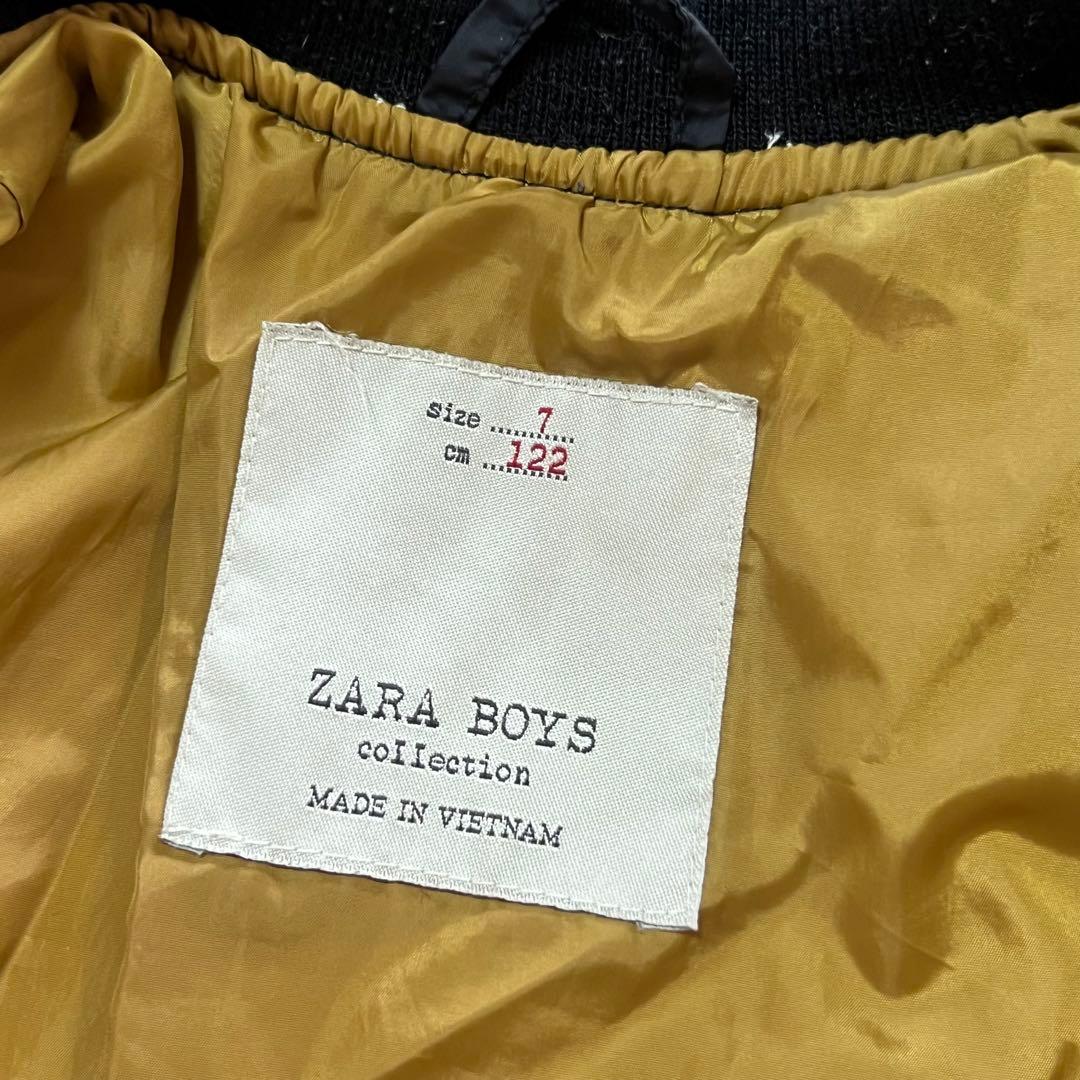 size ...... 7 ...
cm ... 122
ZARA BOYS
collection
MADE IN VIETNAM